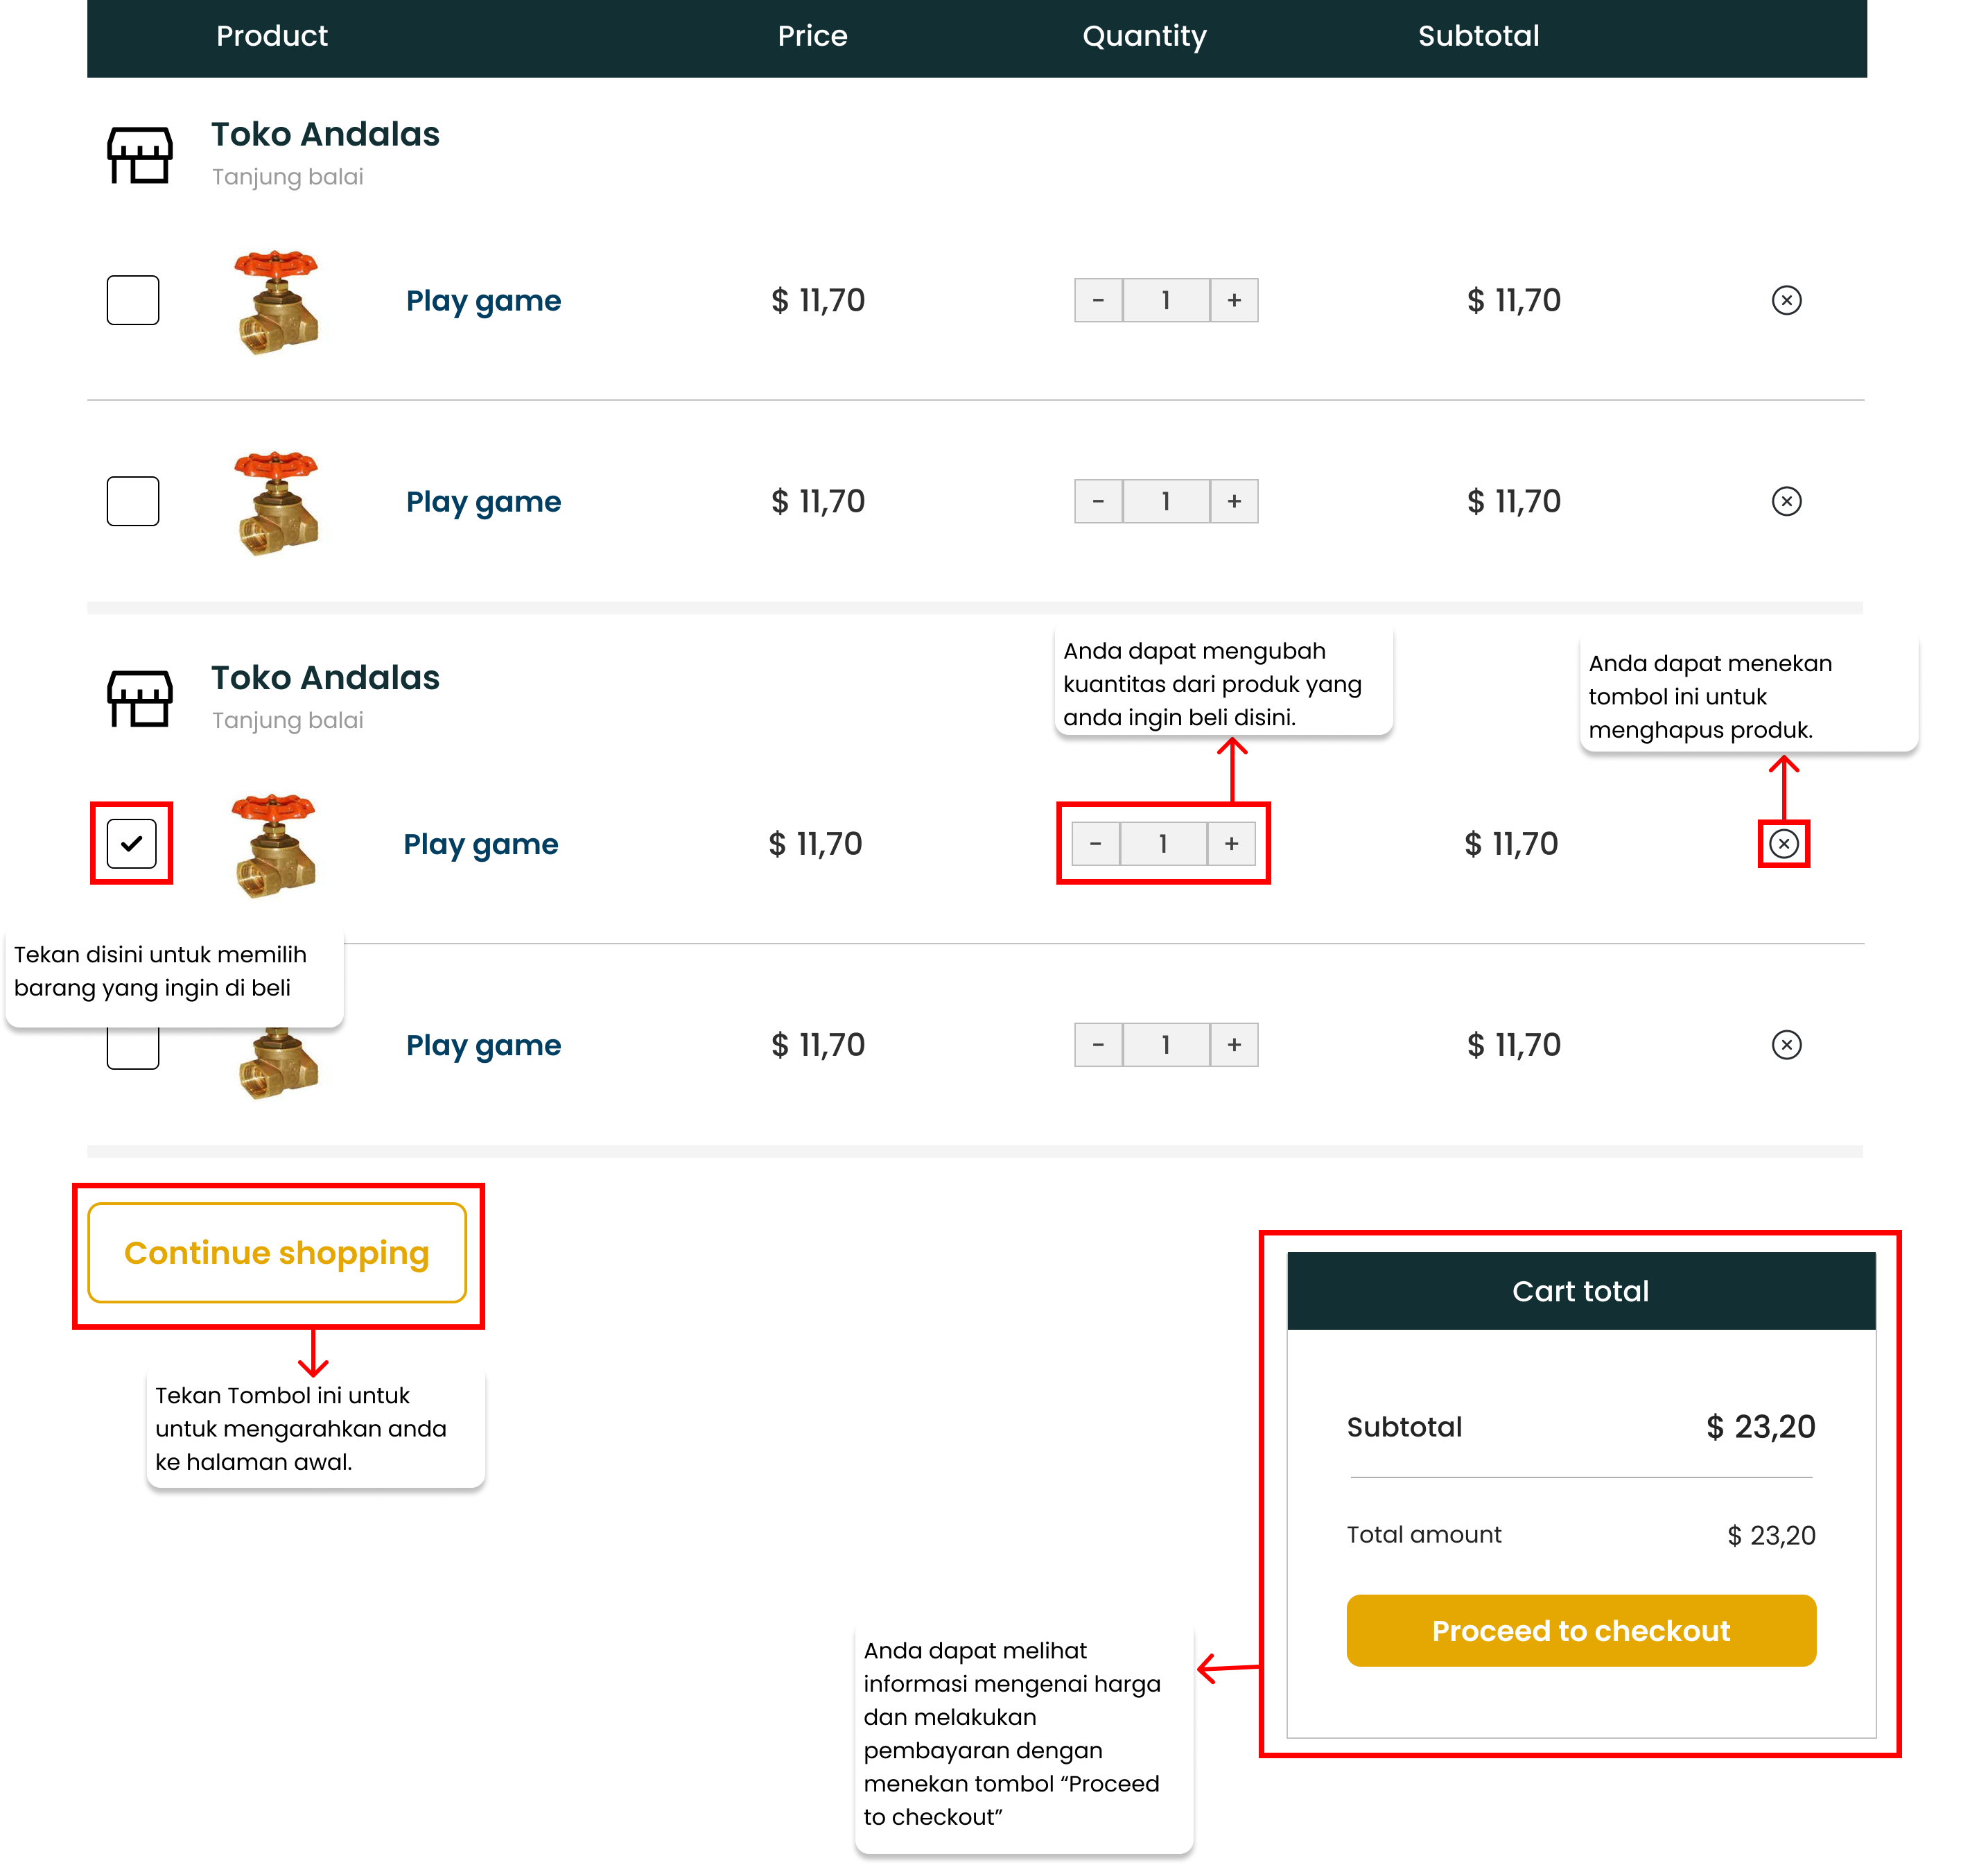 Product Price Quantity Subtotal
Toko Andalas
Tanjung balai
Play game $ 11,70 - 1 + $ 11,70
Play game $ 11,70 - 1 + $ 11,70
Toko Andalas
Tanjung balai
Anda dapat mengubah
kuantitas dari produk yang
anda ingin beli disini.
Anda dapat menekan
tombol ini untuk
menghapus produk.
Play game $ 11,70 - 1 + $ 11,70
Tekan disini untuk memilih
barang yang ingin di beli
Play game $ 11,70 - 1 + $ 11,70
Continue shopping
Tekan Tombol ini untuk
untuk mengarahkan anda
ke halaman awal.
Cart total
Subtotal $ 23,20
Total amount $ 23,20
Proceed to checkout
Anda dapat melihat
informasi mengenai harga
dan melakukan
pembayaran dengan
menekan tombol “Proceed
to checkout”